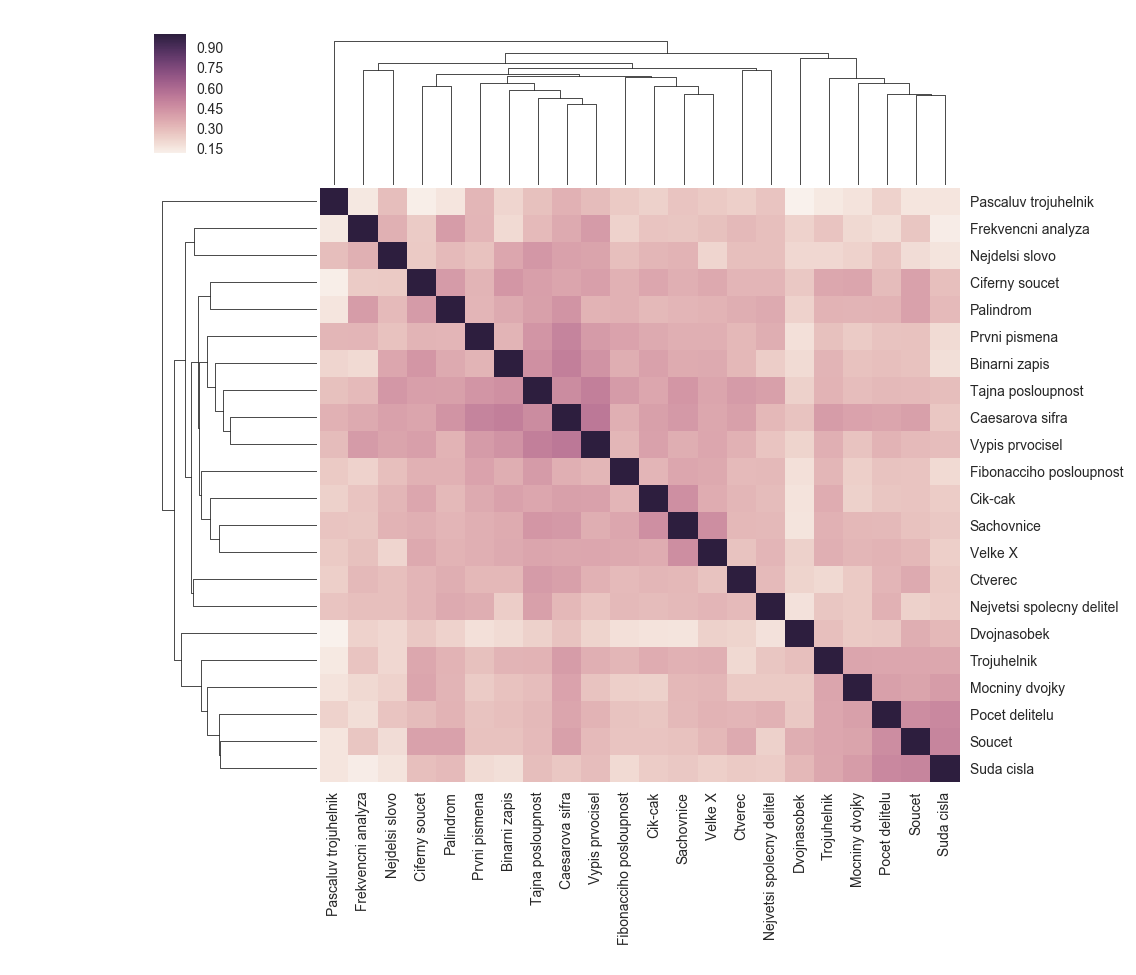 0.90
0.75
0.60
0.45
0.30
0.15
Pascaluv trojuhelnik
Frekvencni analyza
Nejdelsi slovo
Ciferny soucet
Palindrom
Prvni pismena
Binarni zapis
Tajna posloupnost
Caesarova sifra
Vypis prvocisel
Fibonacciho posloupnost
Cik-cak
Sachovnice
Velke X
Ctverec
Nejvetsi spolecny delitel
Dvojnasobek
Trojuhelnik
Mocniny dvojky
Pocet delitelu
Soucet
Suda cisla
Pascaluv trojuhelnik
Frekvencni analyza
Nejdelsi slovo
Ciferny soucet
Palindrom
Prvni pismena
Binarni zapis
Tajna posloupnost
Caesarova sifra
Vypis prvocisel
Fibonacciho posloupnost
Cik-cak
Sachovnice
Velke X
Ctverec
Nejvetsi spolecny delitel
Dvojnasobek
Trojuhelnik
Mocniny dvojky
Pocet delitelu
Soucet
Suda cisla